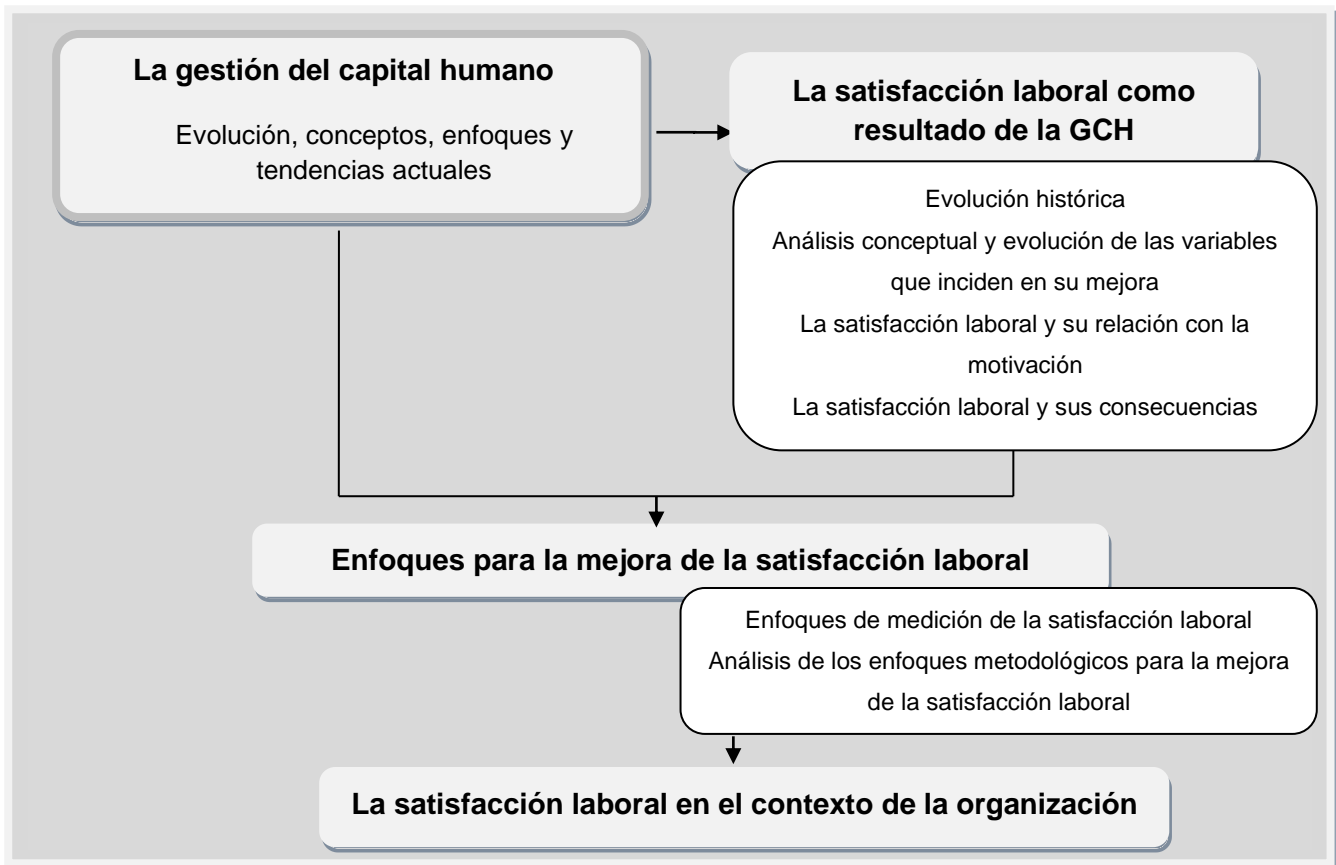 La gestión del capital humano
Evolución, conceptos, enfoques y
tendencias actuales
La satisfacción laboral como
resultado de la GCH
Evolución histórica
Análisis conceptual y evolución de las variables
que inciden en su mejora
La satisfacción laboral y su relación con la
motivación
La satisfacción laboral y sus consecuencias
Enfoques para la mejora de la satisfacción laboral
Enfoques de medición de la satisfacción laboral
Análisis de los enfoques metodológicos para la mejora
de la satisfacción laboral
La satisfacción laboral en el contexto de la organización